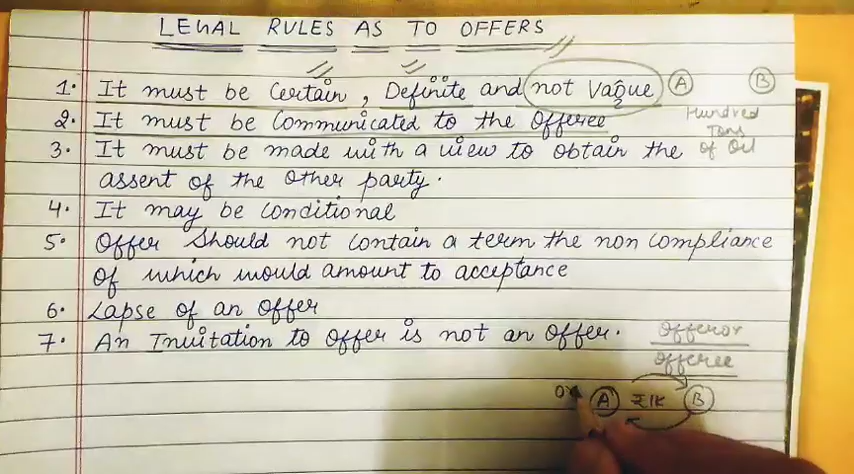 LEGAL RULES AS TO OFFERS
1. It must be Certain, Definite and not Vague A B
2. It must be Communicated to the Offeree
Hundred
Tons
of Oil
3. It must be made with a view to obtain the
assent of the other party.
4. It may be Conditional
5. Offer Should not Contain a term the non Compliance
of which would amount to acceptance
6. Lapse of an Offer
7. An Invitation to Offer is not an Offer.
Offeror
Offeree
A ₹1K B